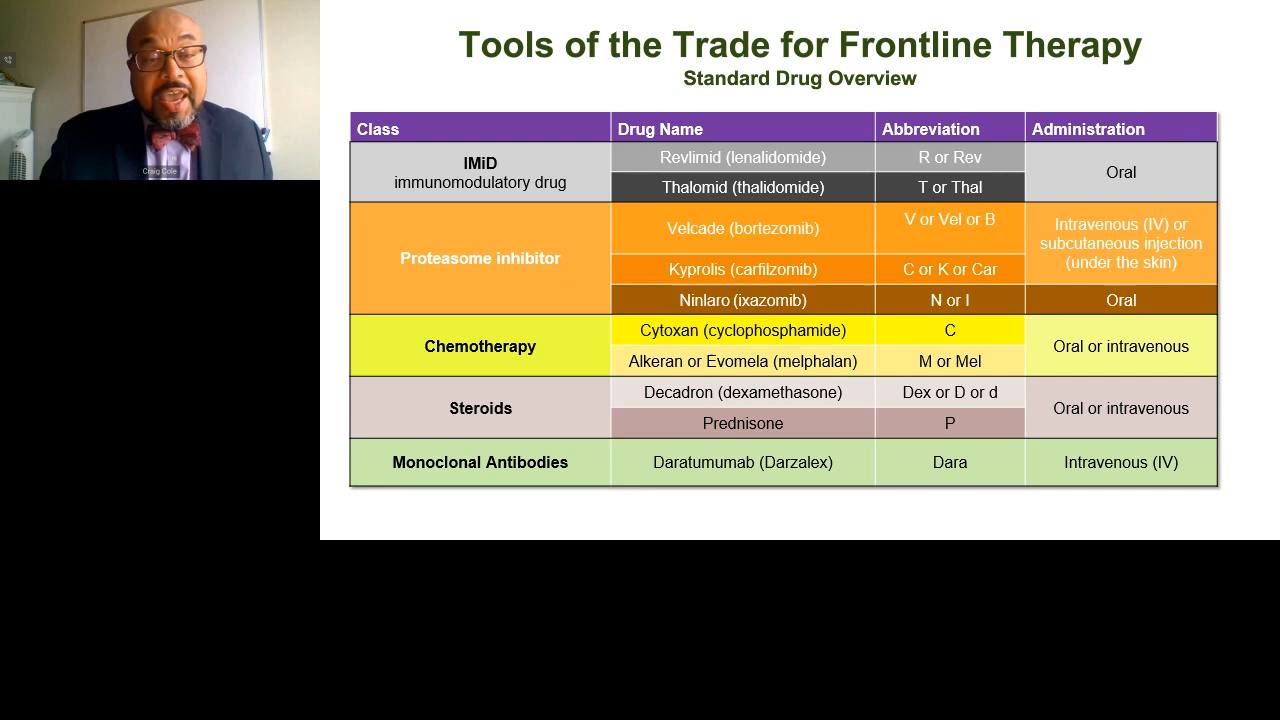 Craig Cole
Tools of the Trade for Frontline Therapy
Standard Drug Overview
Class Drug Name Abbreviation Administration
IMiD
immunomodulatory drug
Revlimid (lenalidomide) R or Rev
Oral
Thalomid (thalidomide) T or Thal
Proteasome inhibitor
Velcade (bortezomib) V or Vel or B
Intravenous (IV) or
subcutaneous injection
(under the skin)
Kyprolis (carfilzomib) C or K or Car
Ninlaro (ixazomib) N or I Oral
Chemotherapy
Cytoxan (cyclophosphamide) C
Oral or intravenous
Alkeran or Evomela (melphalan) M or Mel
Steroids
Decadron (dexamethasone) Dex or D or d
Oral or intravenous
Prednisone P
Monoclonal Antibodies Daratumumab (Darzalex) Dara Intravenous (IV)